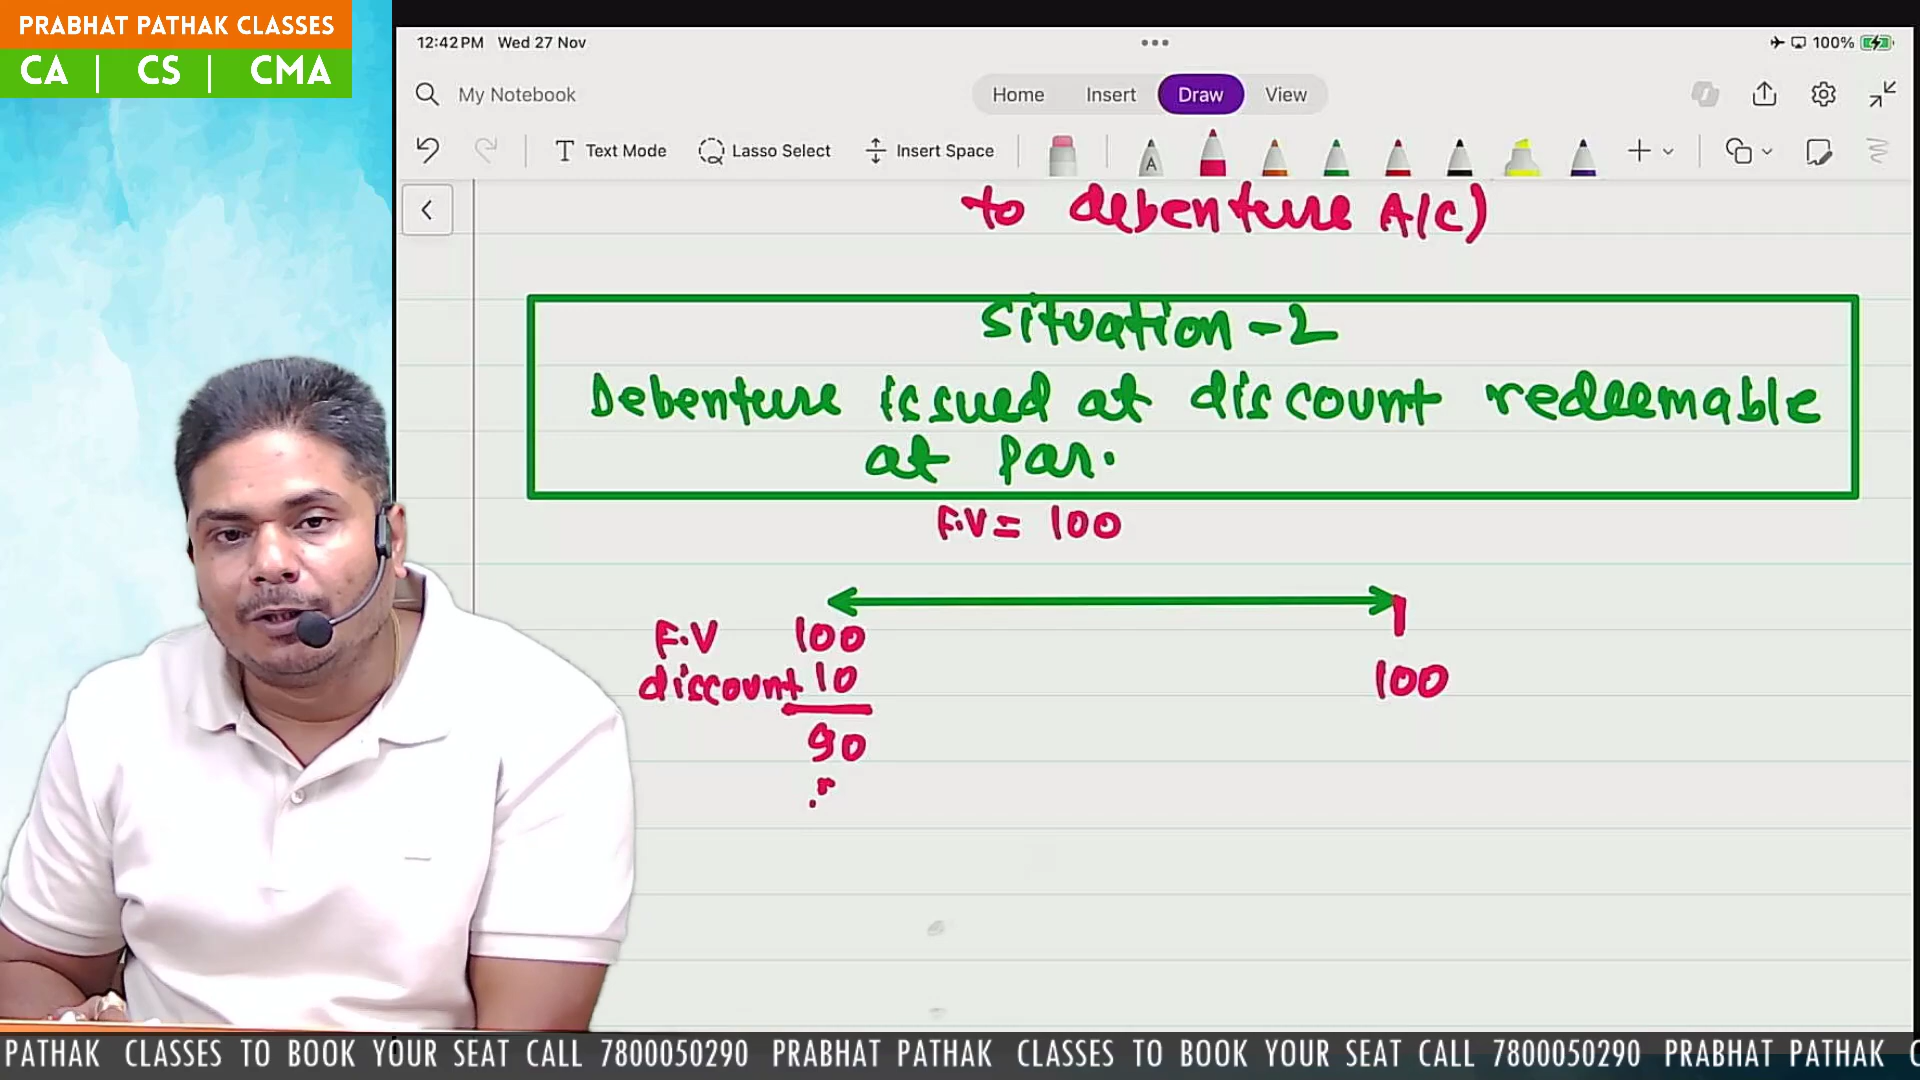 PRABHAT PATHAK CLASSES
CA | CS | CMA
12:42 PM Wed 27 Nov
100%
My Notebook
Home Insert Draw View
Text Mode Lasso Select Insert Space
A
to debenture A/C)
Situation - 2
Debenture issued at discount redeemable
at Par.
F.V = 100
F.V 100
discount 10
90
100
PATHAK CLASSES TO BOOK YOUR SEAT CALL 7800050290 PRABHAT PATHAK CLASSES TO BOOK YOUR SEAT CALL 7800050290 PRABHAT PATHAK C